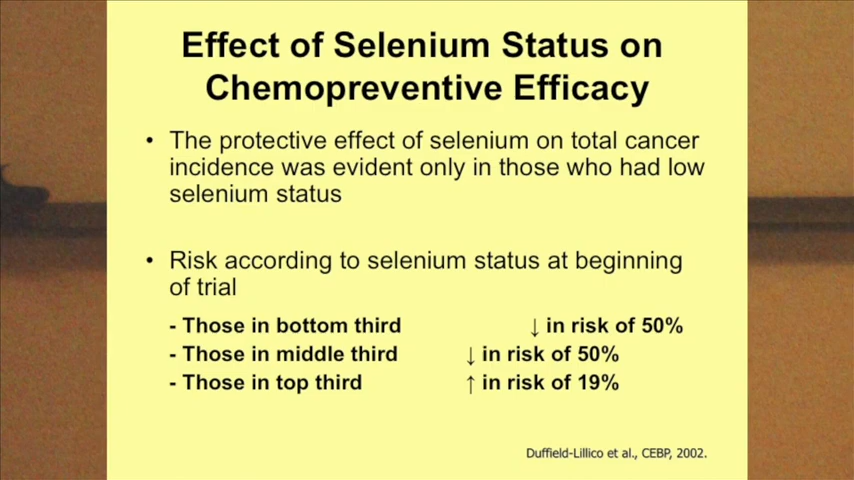 Effect of Selenium Status on
Chemopreventive Efficacy
• The protective effect of selenium on total cancer
incidence was evident only in those who had low
selenium status
• Risk according to selenium status at beginning
of trial
- Those in bottom third ↓ in risk of 50%
- Those in middle third ↓ in risk of 50%
- Those in top third ↑ in risk of 19%
Duffield-Lillico et al., CEBP, 2002.